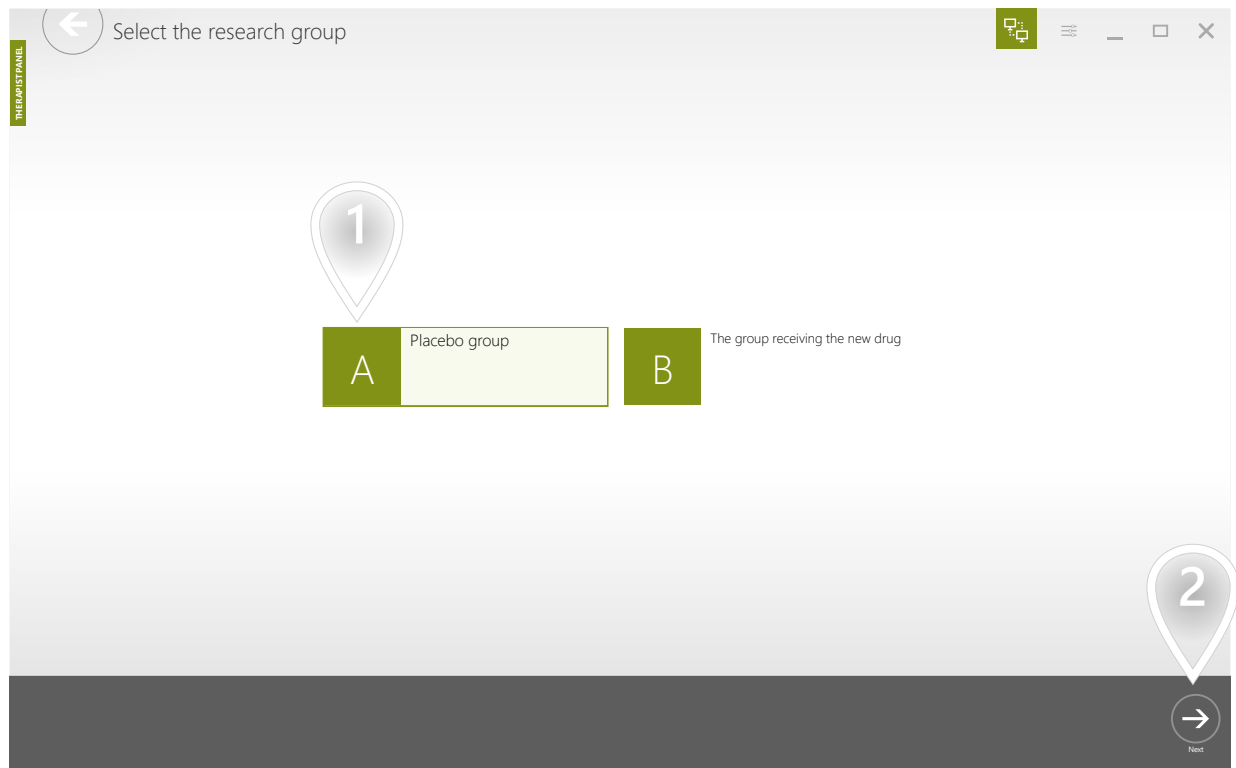 Select the research group
THERAPIST PANEL
1
A
Placebo group
B
The group receiving the new drug
2
Next